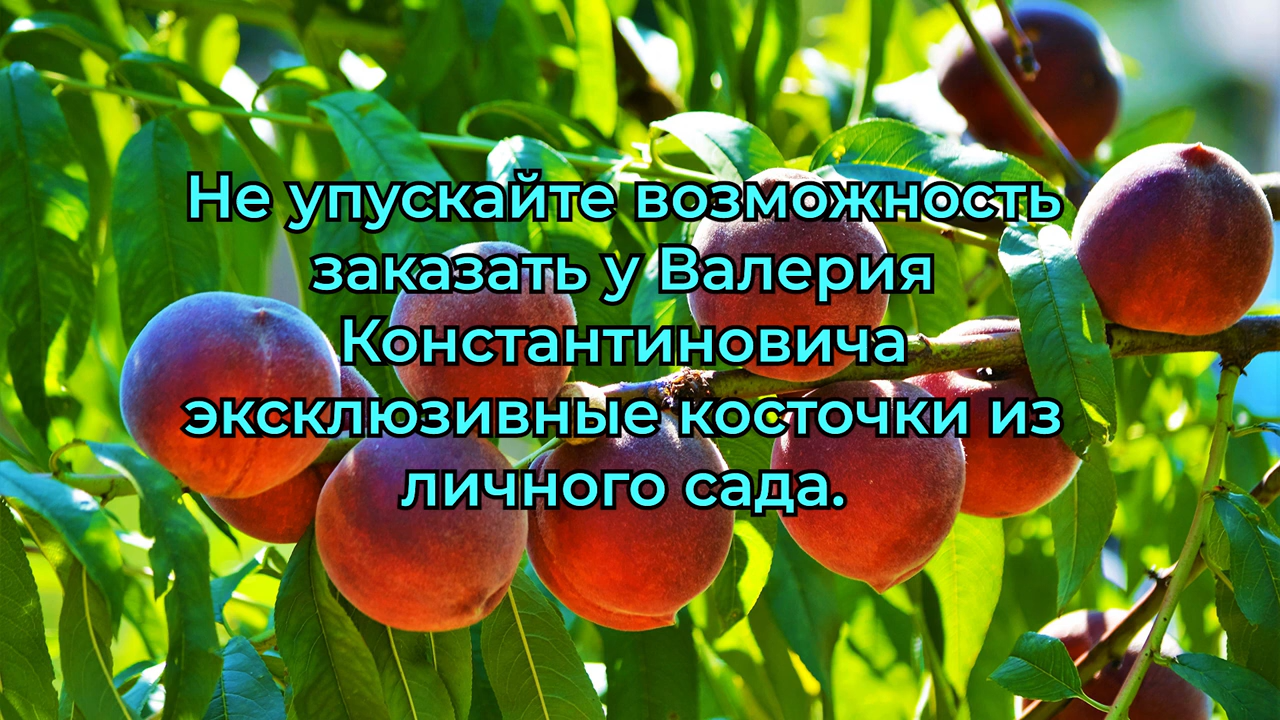 Не упускайте возможность
заказать у Валерия
Константиновича
эксклюзивные косточки из
личного сада.